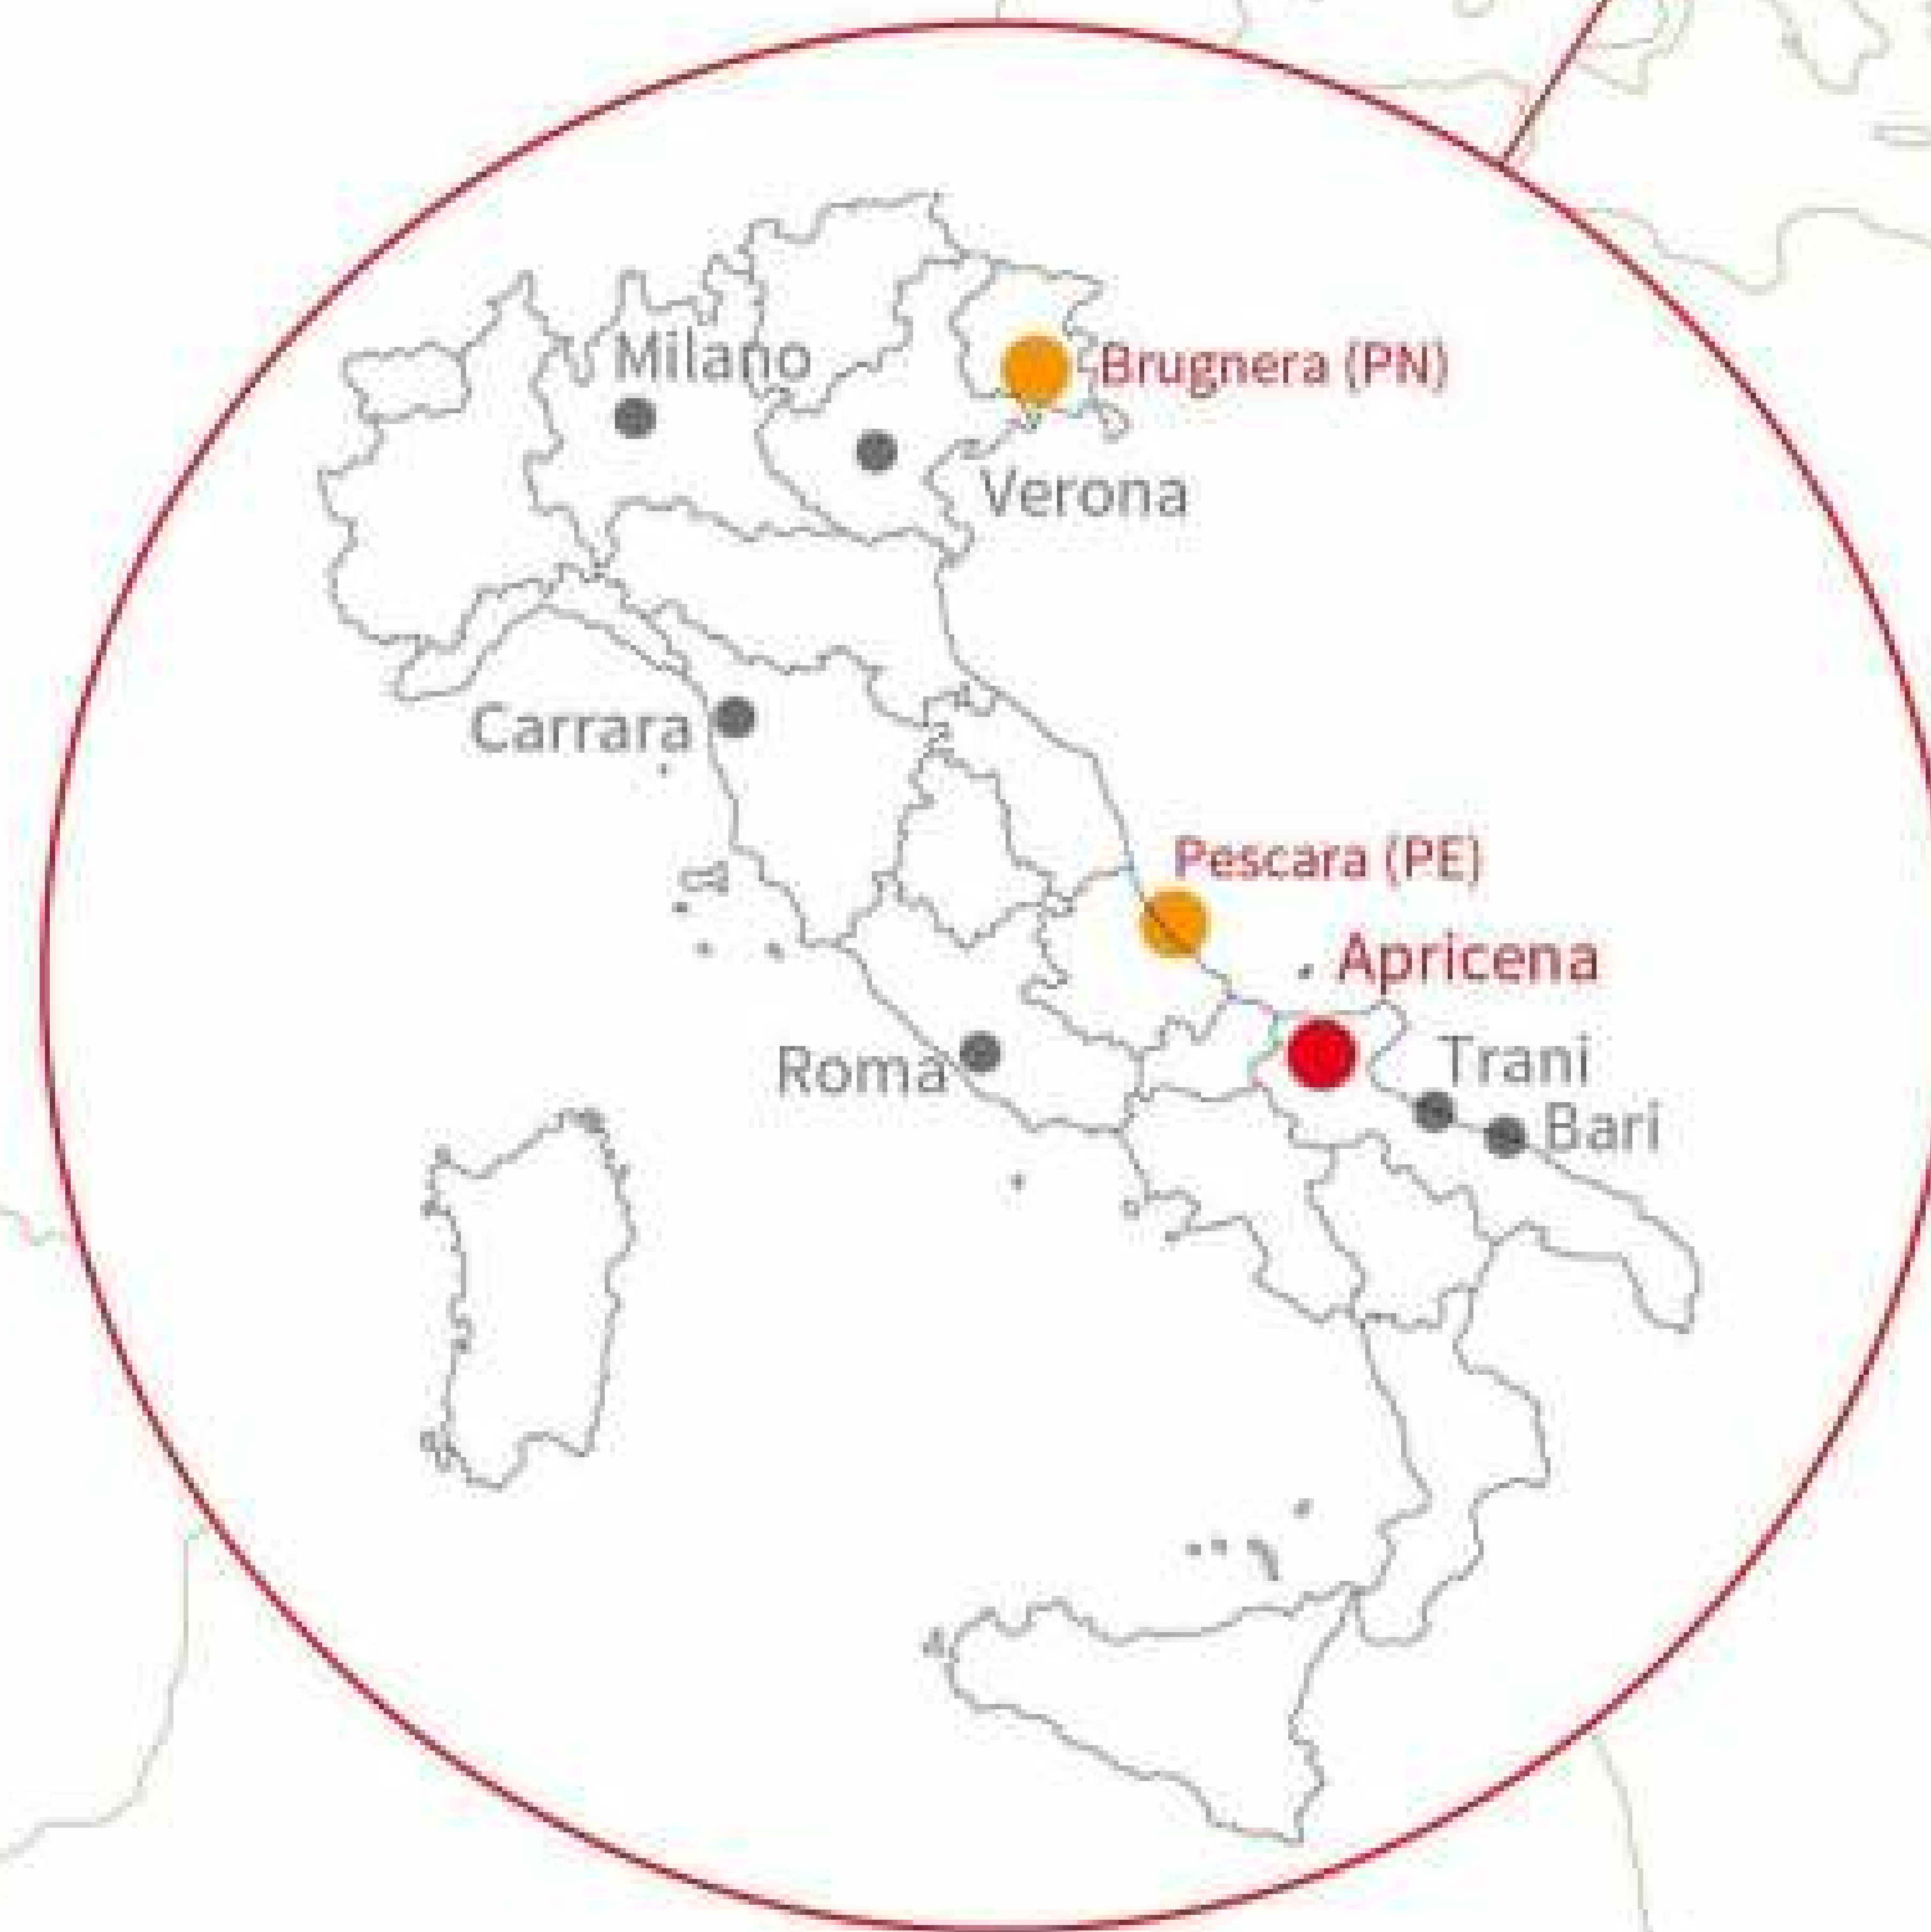 Milano
Brugnera (PN)
Verona
Carrara
Pescara (PE)
Apricena
Roma
Trani
Bari